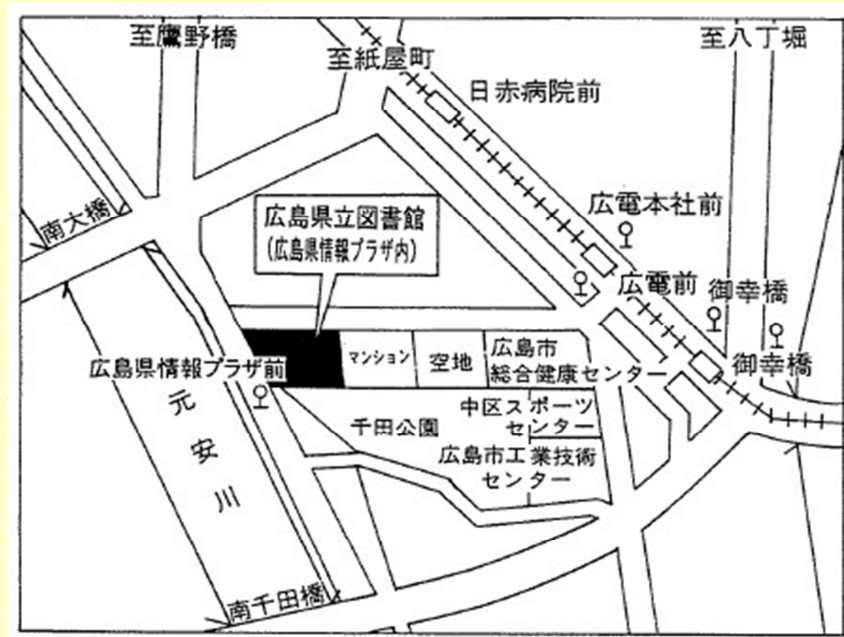 至鷹野橋
至紙屋町
至八丁堀
日赤病院前
南大橋
広島県立図書館
(広島県情報プラザ内)
広電本社前
広電前
御幸橋
御幸橋
広島県情報プラザ前
マンション
空地
広島市
総合健康センター
元安川
千田公園
中区スポーツ
センター
広島市工業技術
センター
南千田橋